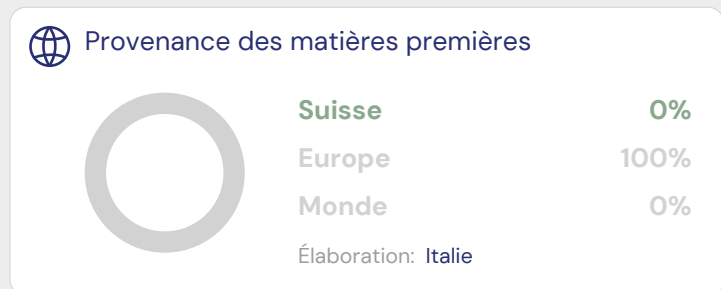 Provenance des matières premières
Suisse 0%
Europe 100%
Monde 0%
Élaboration: Italie